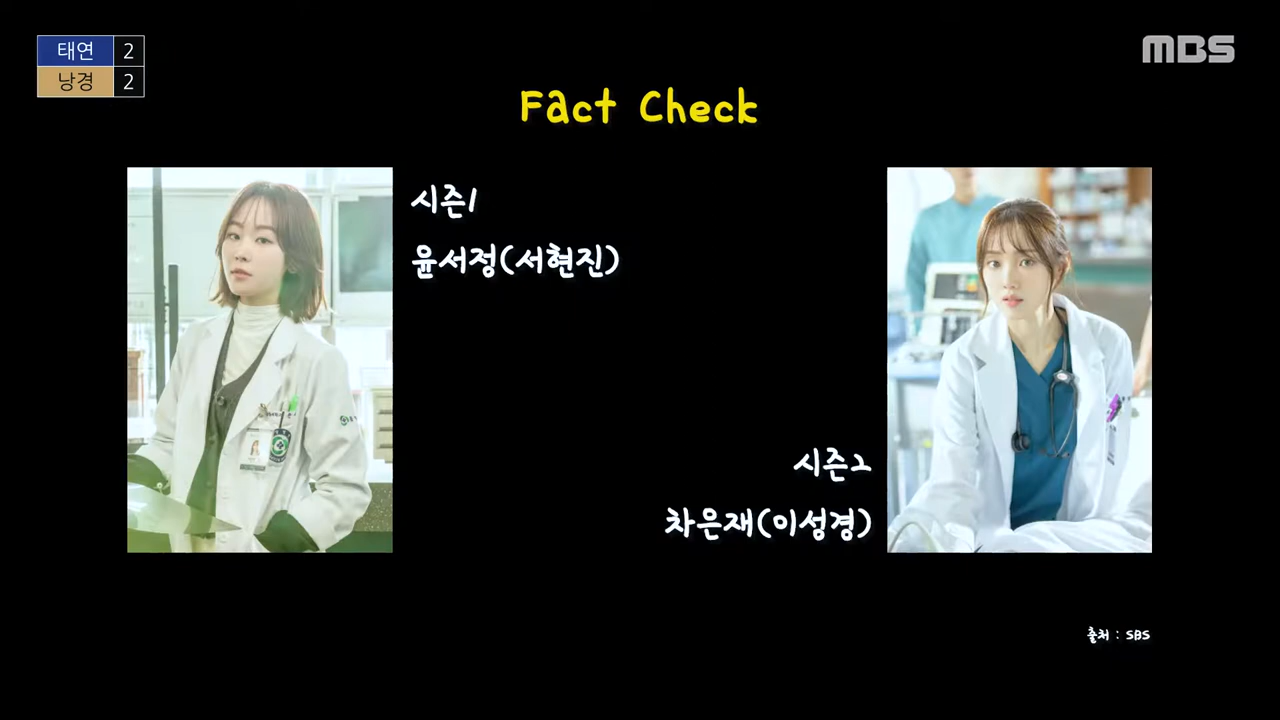 태연 2
낭경 2
MBS
Fact Check
시즌1
윤서정(서현진)
시즌2
차은재(이성경)
출처 : SBS